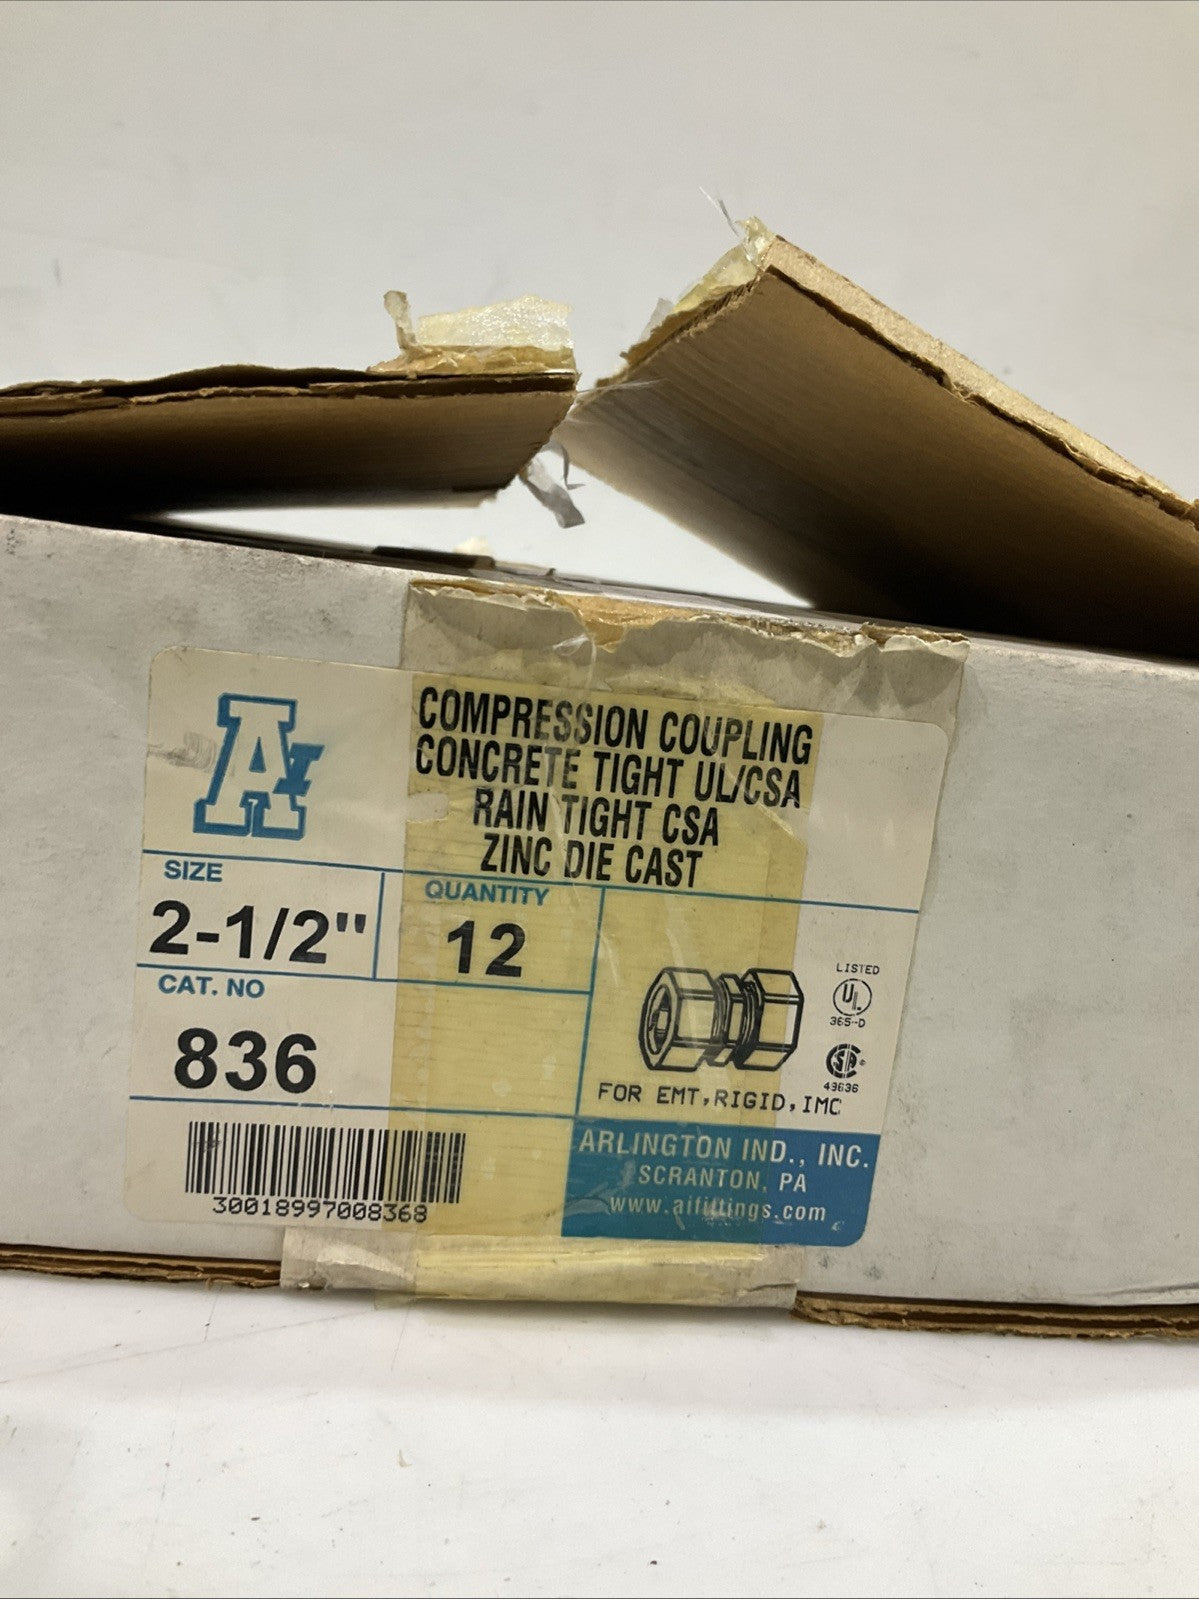 A
COMPRESSION COUPLING
CONCRETE TIGHT UL/CSA
RAIN TIGHT CSA
ZINC DIE CAST
SIZE
2-1/2"
QUANTITY
12
CAT. NO
836
LISTED
UL
365-D
49636
FOR EMT,RIGID,IMC
30018997008368
ARLINGTON IND., INC.
SCRANTON, PA
www.aifittings.com